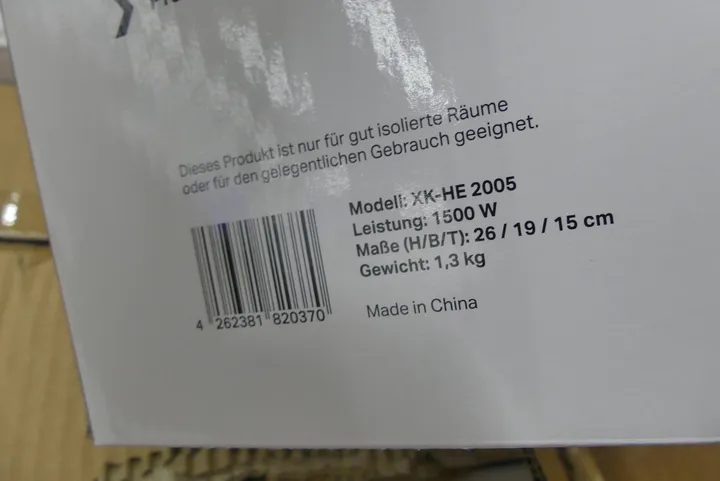 Dieses Produkt ist nur für gut isolierte Räume
oder für den gelegentlichen Gebrauch geeignet.
Modell: XK-HE 2005
Leistung: 1500 W
Maße (H/B/T): 26 / 19 / 15 cm
Gewicht: 1,3 kg
Made in China
4 262381 820370